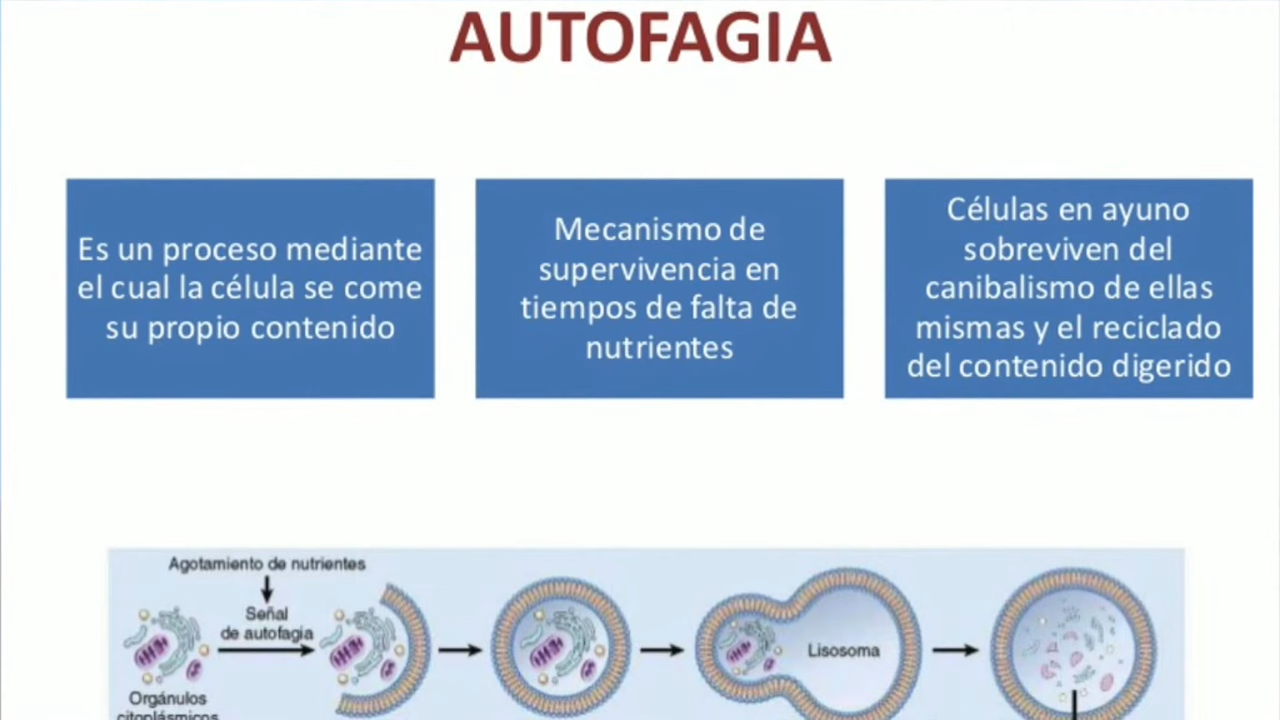 AUTOFAGIA
Es un proceso mediante
el cual la célula se come
su propio contenido
Mecanismo de
supervivencia en
tiempos de falta de
nutrientes
Células en ayuno
sobreviven del
canibalismo de ellas
mismas y el reciclado
del contenido digerido
Agotamiento de nutrientes
Señal
de autofagia
Orgánulos
citoplásmicos
Lisosoma